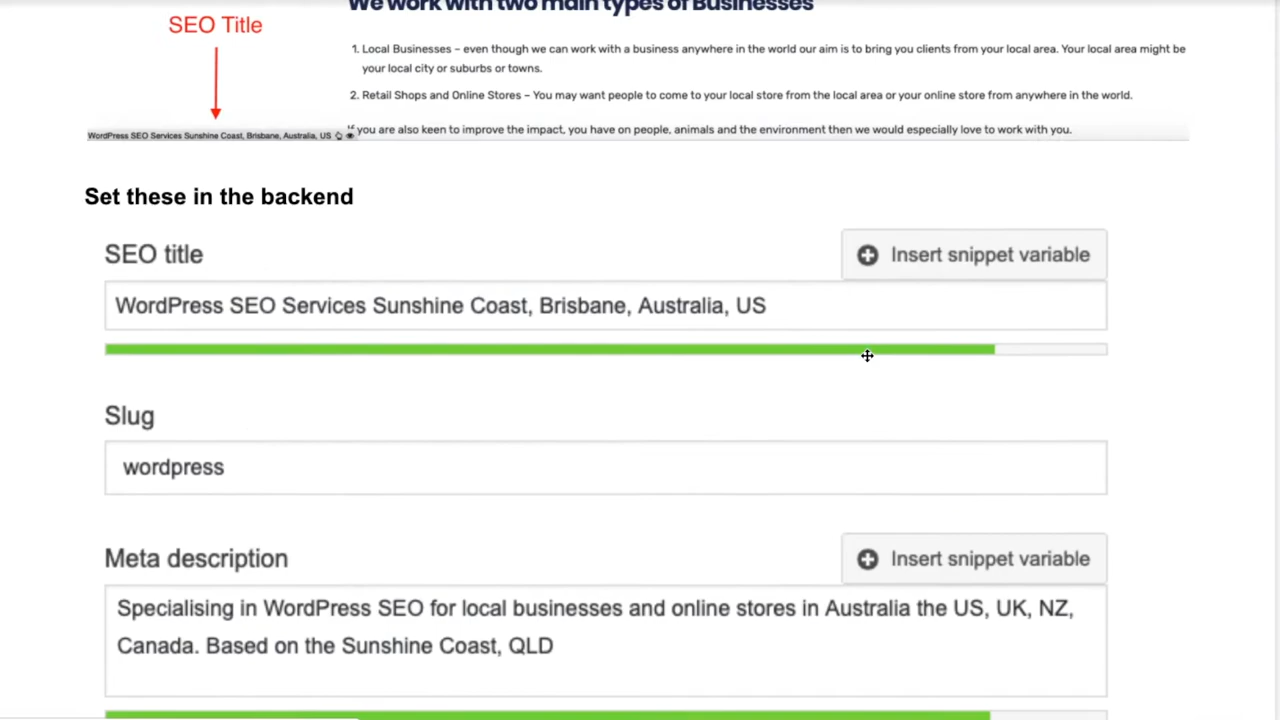 We work with two main types of Businesses
SEO Title
1. Local Businesses – even though we can work with a business anywhere in the world our aim is to bring you clients from your local area. Your local area might be
your local city or suburbs or towns.
2. Retail Shops and Online Stores – You may want people to come to your local store from the local area or your online store from anywhere in the world.
If you are also keen to improve the impact, you have on people, animals and the environment then we would especially love to work with you.
WordPress SEO Services Sunshine Coast, Brisbane, Australia, US
Set these in the backend
SEO title
Insert snippet variable
WordPress SEO Services Sunshine Coast, Brisbane, Australia, US
Slug
wordpress
Meta description
Insert snippet variable
Specialising in WordPress SEO for local businesses and online stores in Australia the US, UK, NZ,
Canada. Based on the Sunshine Coast, QLD